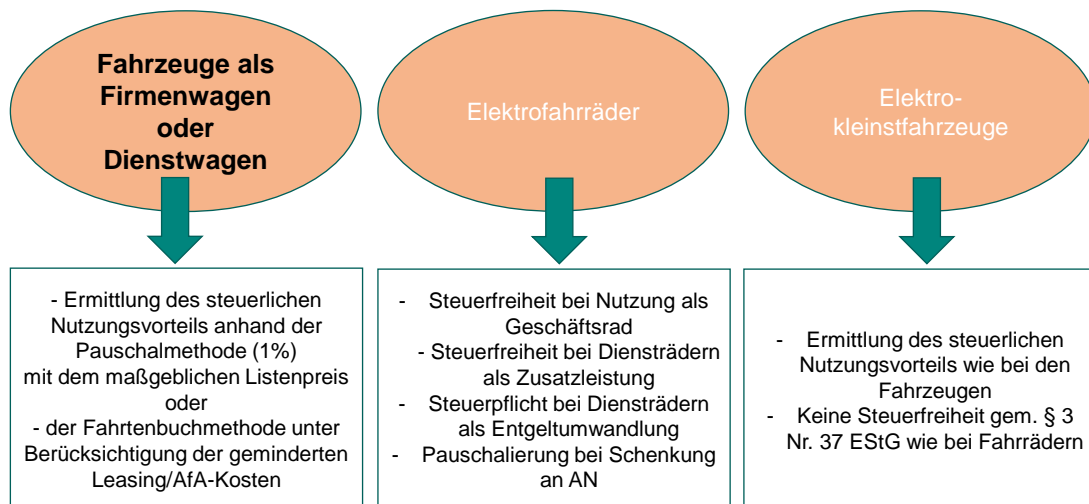 Fahrzeuge als
Firmenwagen
oder
Dienstwagen
Elektrofahrräder
Elektro-
kleinstfahrzeuge
- Ermittlung des steuerlichen
Nutzungsvorteils anhand der
Pauschalmethode (1%)
mit dem maßgeblichen Listenpreis
oder
- der Fahrtenbuchmethode unter
Berücksichtigung der geminderten
Leasing/AfA-Kosten
- Steuerfreiheit bei Nutzung als
Geschäftsrad
- Steuerfreiheit bei Diensträdern
als Zusatzleistung
- Steuerpflicht bei Diensträdern
als Entgeltumwandlung
- Pauschalierung bei Schenkung
an AN
- Ermittlung des steuerlichen
Nutzungsvorteils wie bei den
Fahrzeugen
- Keine Steuerfreiheit gem. § 3
Nr. 37 EStG wie bei Fahrrädern